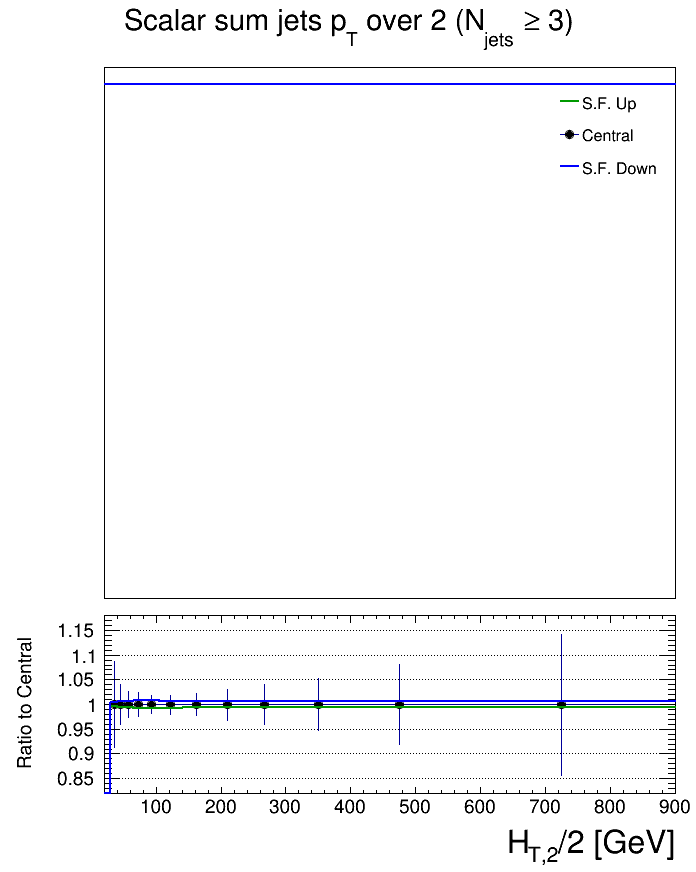 Scalar sum jets p_T over 2 (N_jets ≥ 3)
S.F. Up
Central
S.F. Down
Ratio to Central
1.15
1.1
1.05
1
0.95
0.9
0.85
100 200 300 400 500 600 700 800 900
H_T,2/2 [GeV]